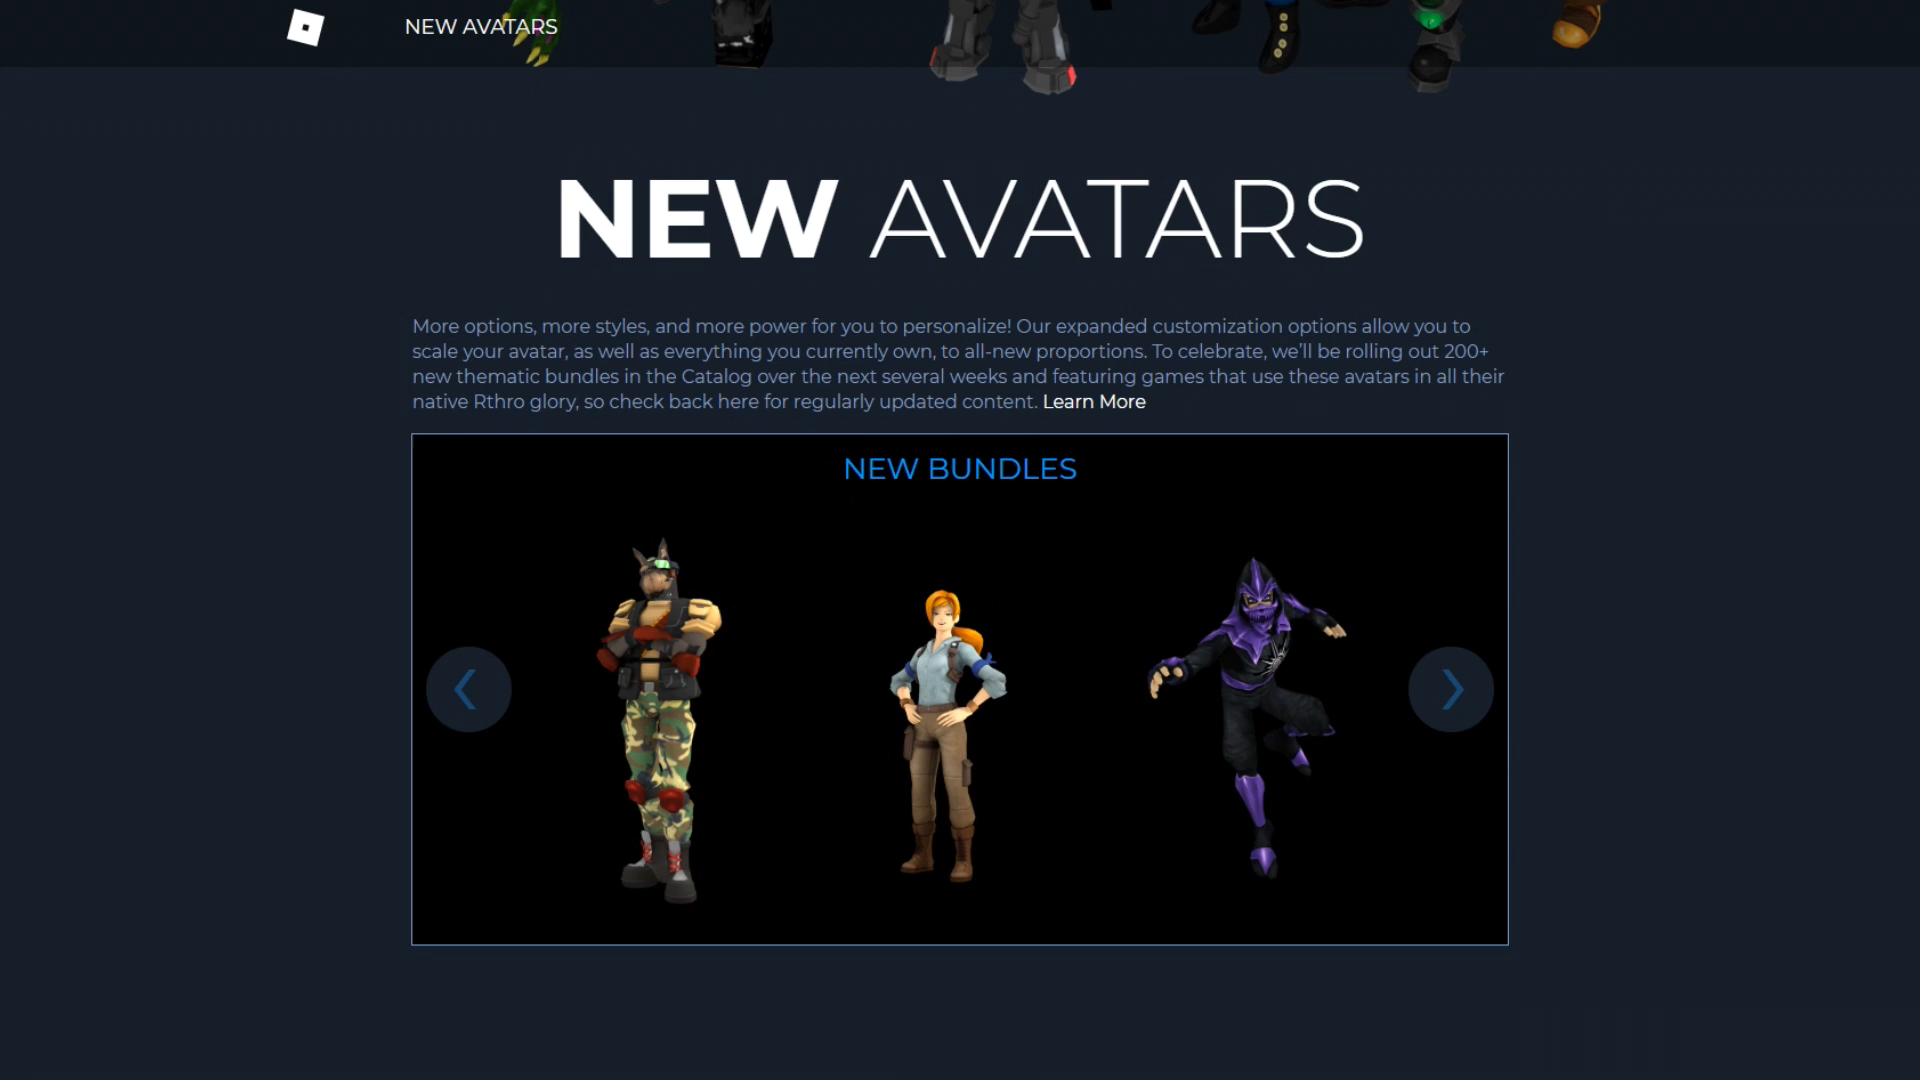 NEW AVATARS
NEW AVATARS
More options, more styles, and more power for you to personalize! Our expanded customization options allow you to
scale your avatar, as well as everything you currently own, to all-new proportions. To celebrate, we'll be rolling out 200+
new thematic bundles in the Catalog over the next several weeks and featuring games that use these avatars in all their
native Rthro glory, so check back here for regularly updated content. Learn More
NEW BUNDLES